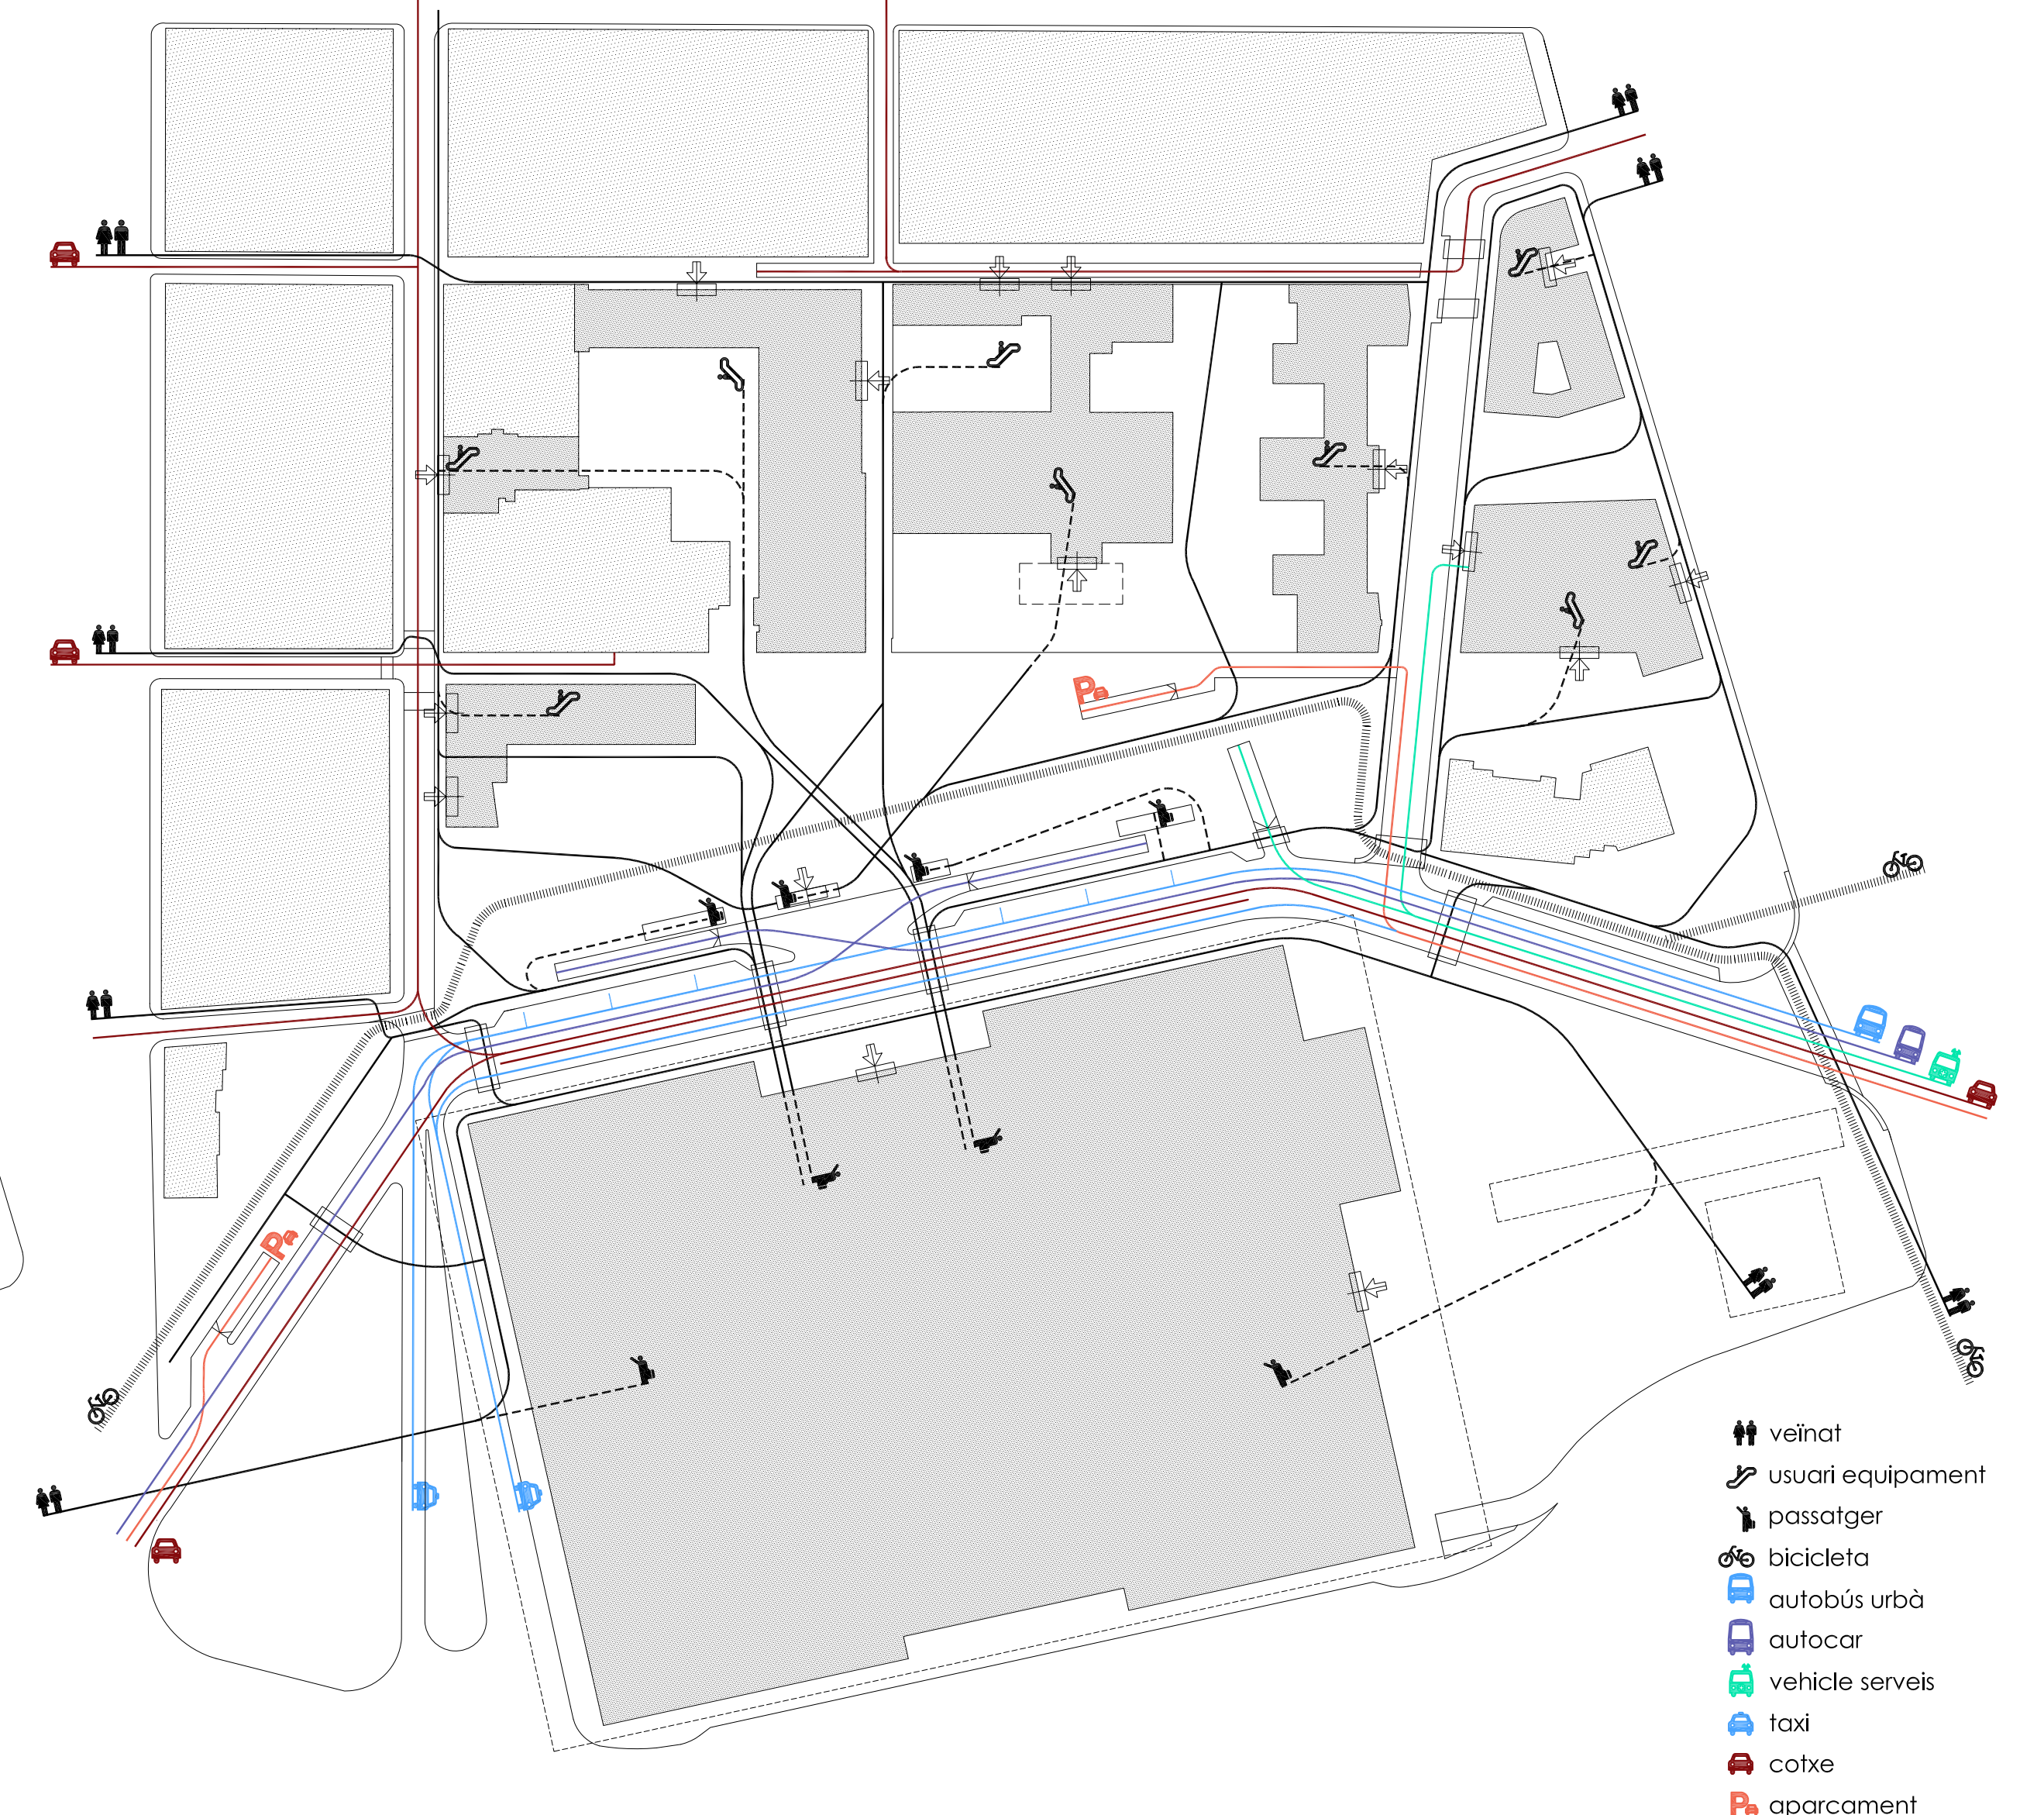 P
P
veïnat
usuari equipament
passatger
bicicleta
autobús urbà
autocar
vehicle serveis
taxi
cotxe
P aparcament